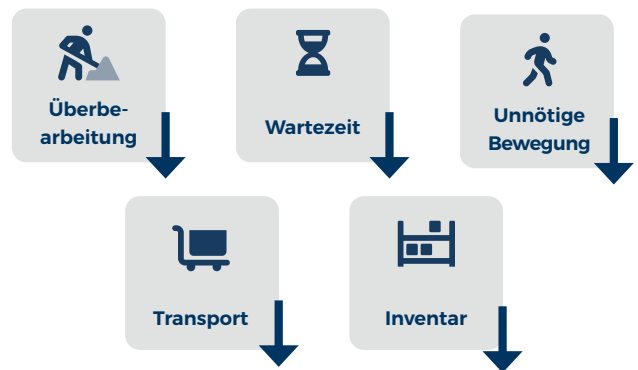 Überbe-
arbeitung
Wartezeit
Unnötige
Bewegung
Transport
Inventar